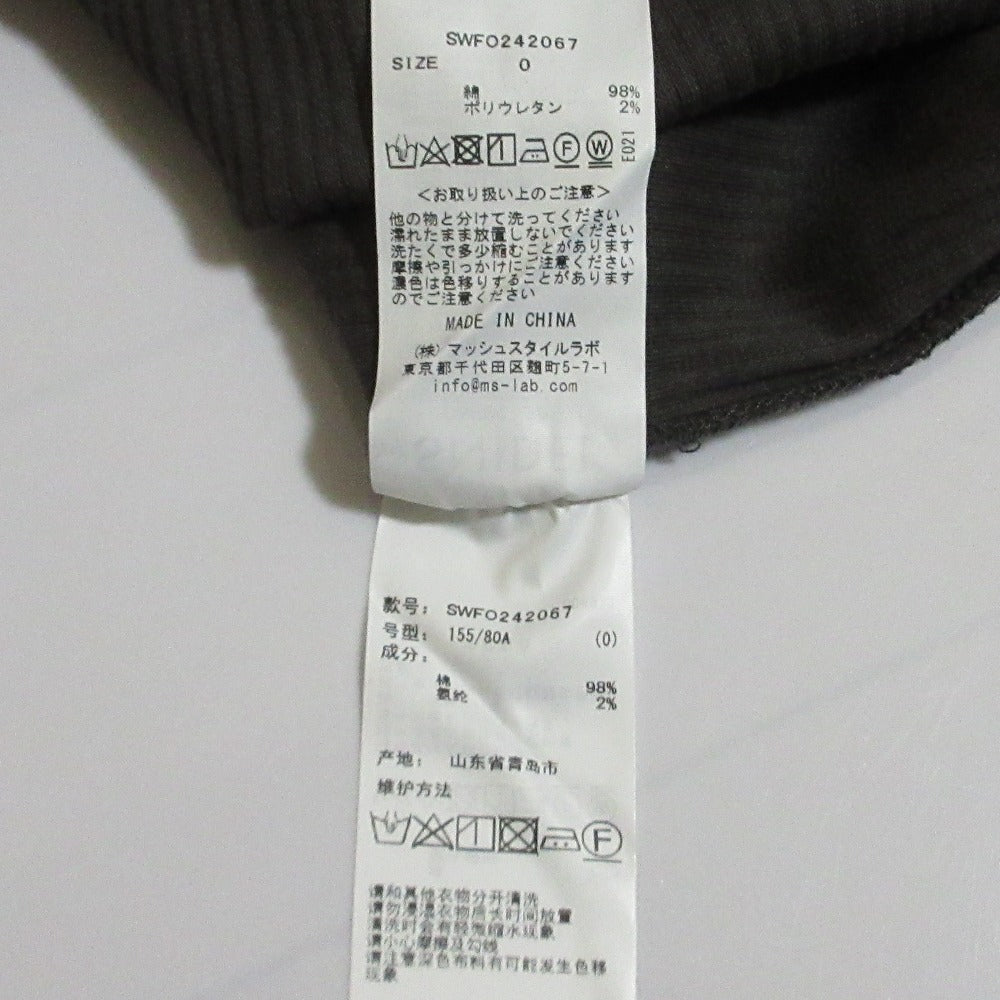 SWFO242067
SIZE 0
綿 98%
ポリウレタン 2%
F W E021
<お取り扱い上のご注意>
他の物と分けて洗ってください
濡れたまま放置しないでください
洗たくで多少縮むことがあります
摩擦や引っかけにご注意ください
濃色は色移りすることがあります
のでご注意ください
MADE IN CHINA
(株)マッシュスタイルラボ
東京都千代田区麹町5-7-1
info@ms-lab.com
款号: SWFO242067
号型: 155/80A (0)
成分:
棉 98%
氨纶 2%
产地: 山东省青岛市
维护方法
F
请和其他衣物分开清洗
请勿浸湿衣物后长时间放置
清洗时会有轻微缩水现象
请小心摩擦及勾线
请注意深色布料有可能发生色移
现象